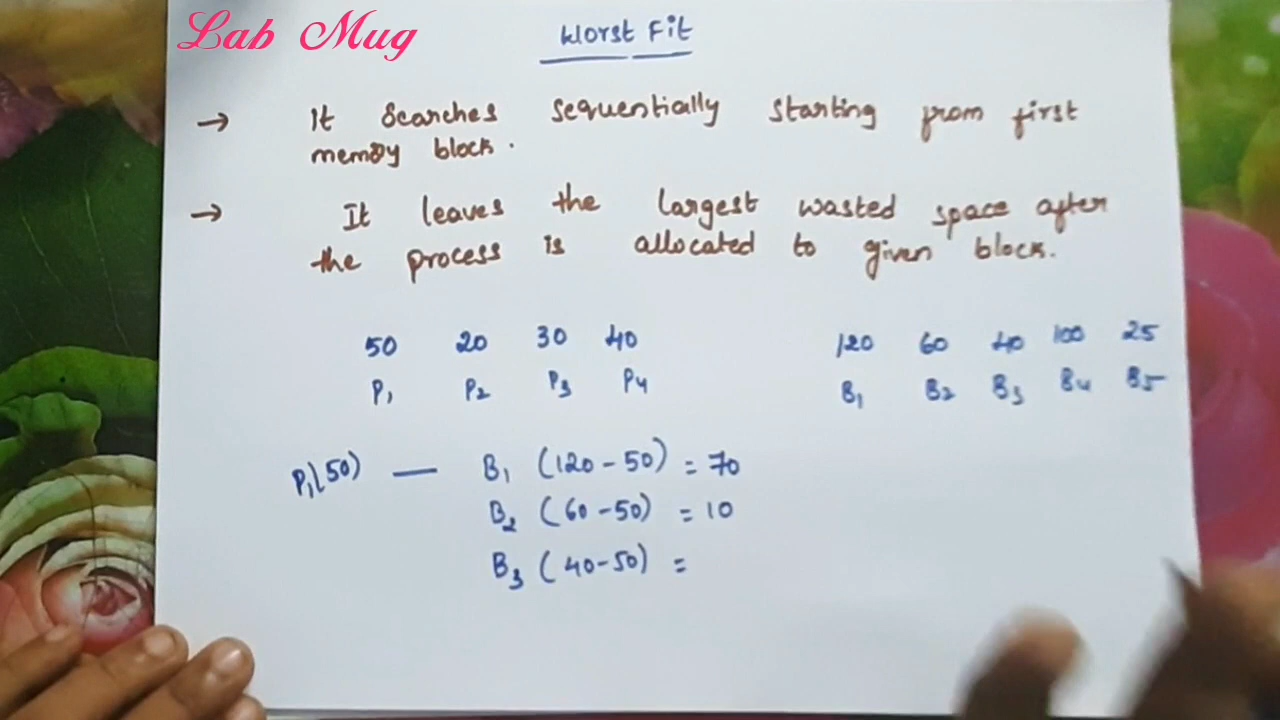 Lab Mug
Worst Fit
→ It Searches sequentially starting from first
memory block.
→ It leaves the largest wasted space after
the process is allocated to given block.
50 20 30 40 120 60 40 100 25
P1 P2 P3 P4 B1 B2 B3 B4 B5
P1(50) — B1 (120-50) = 70
B2 (60-50) = 10
B3 (40-50) =